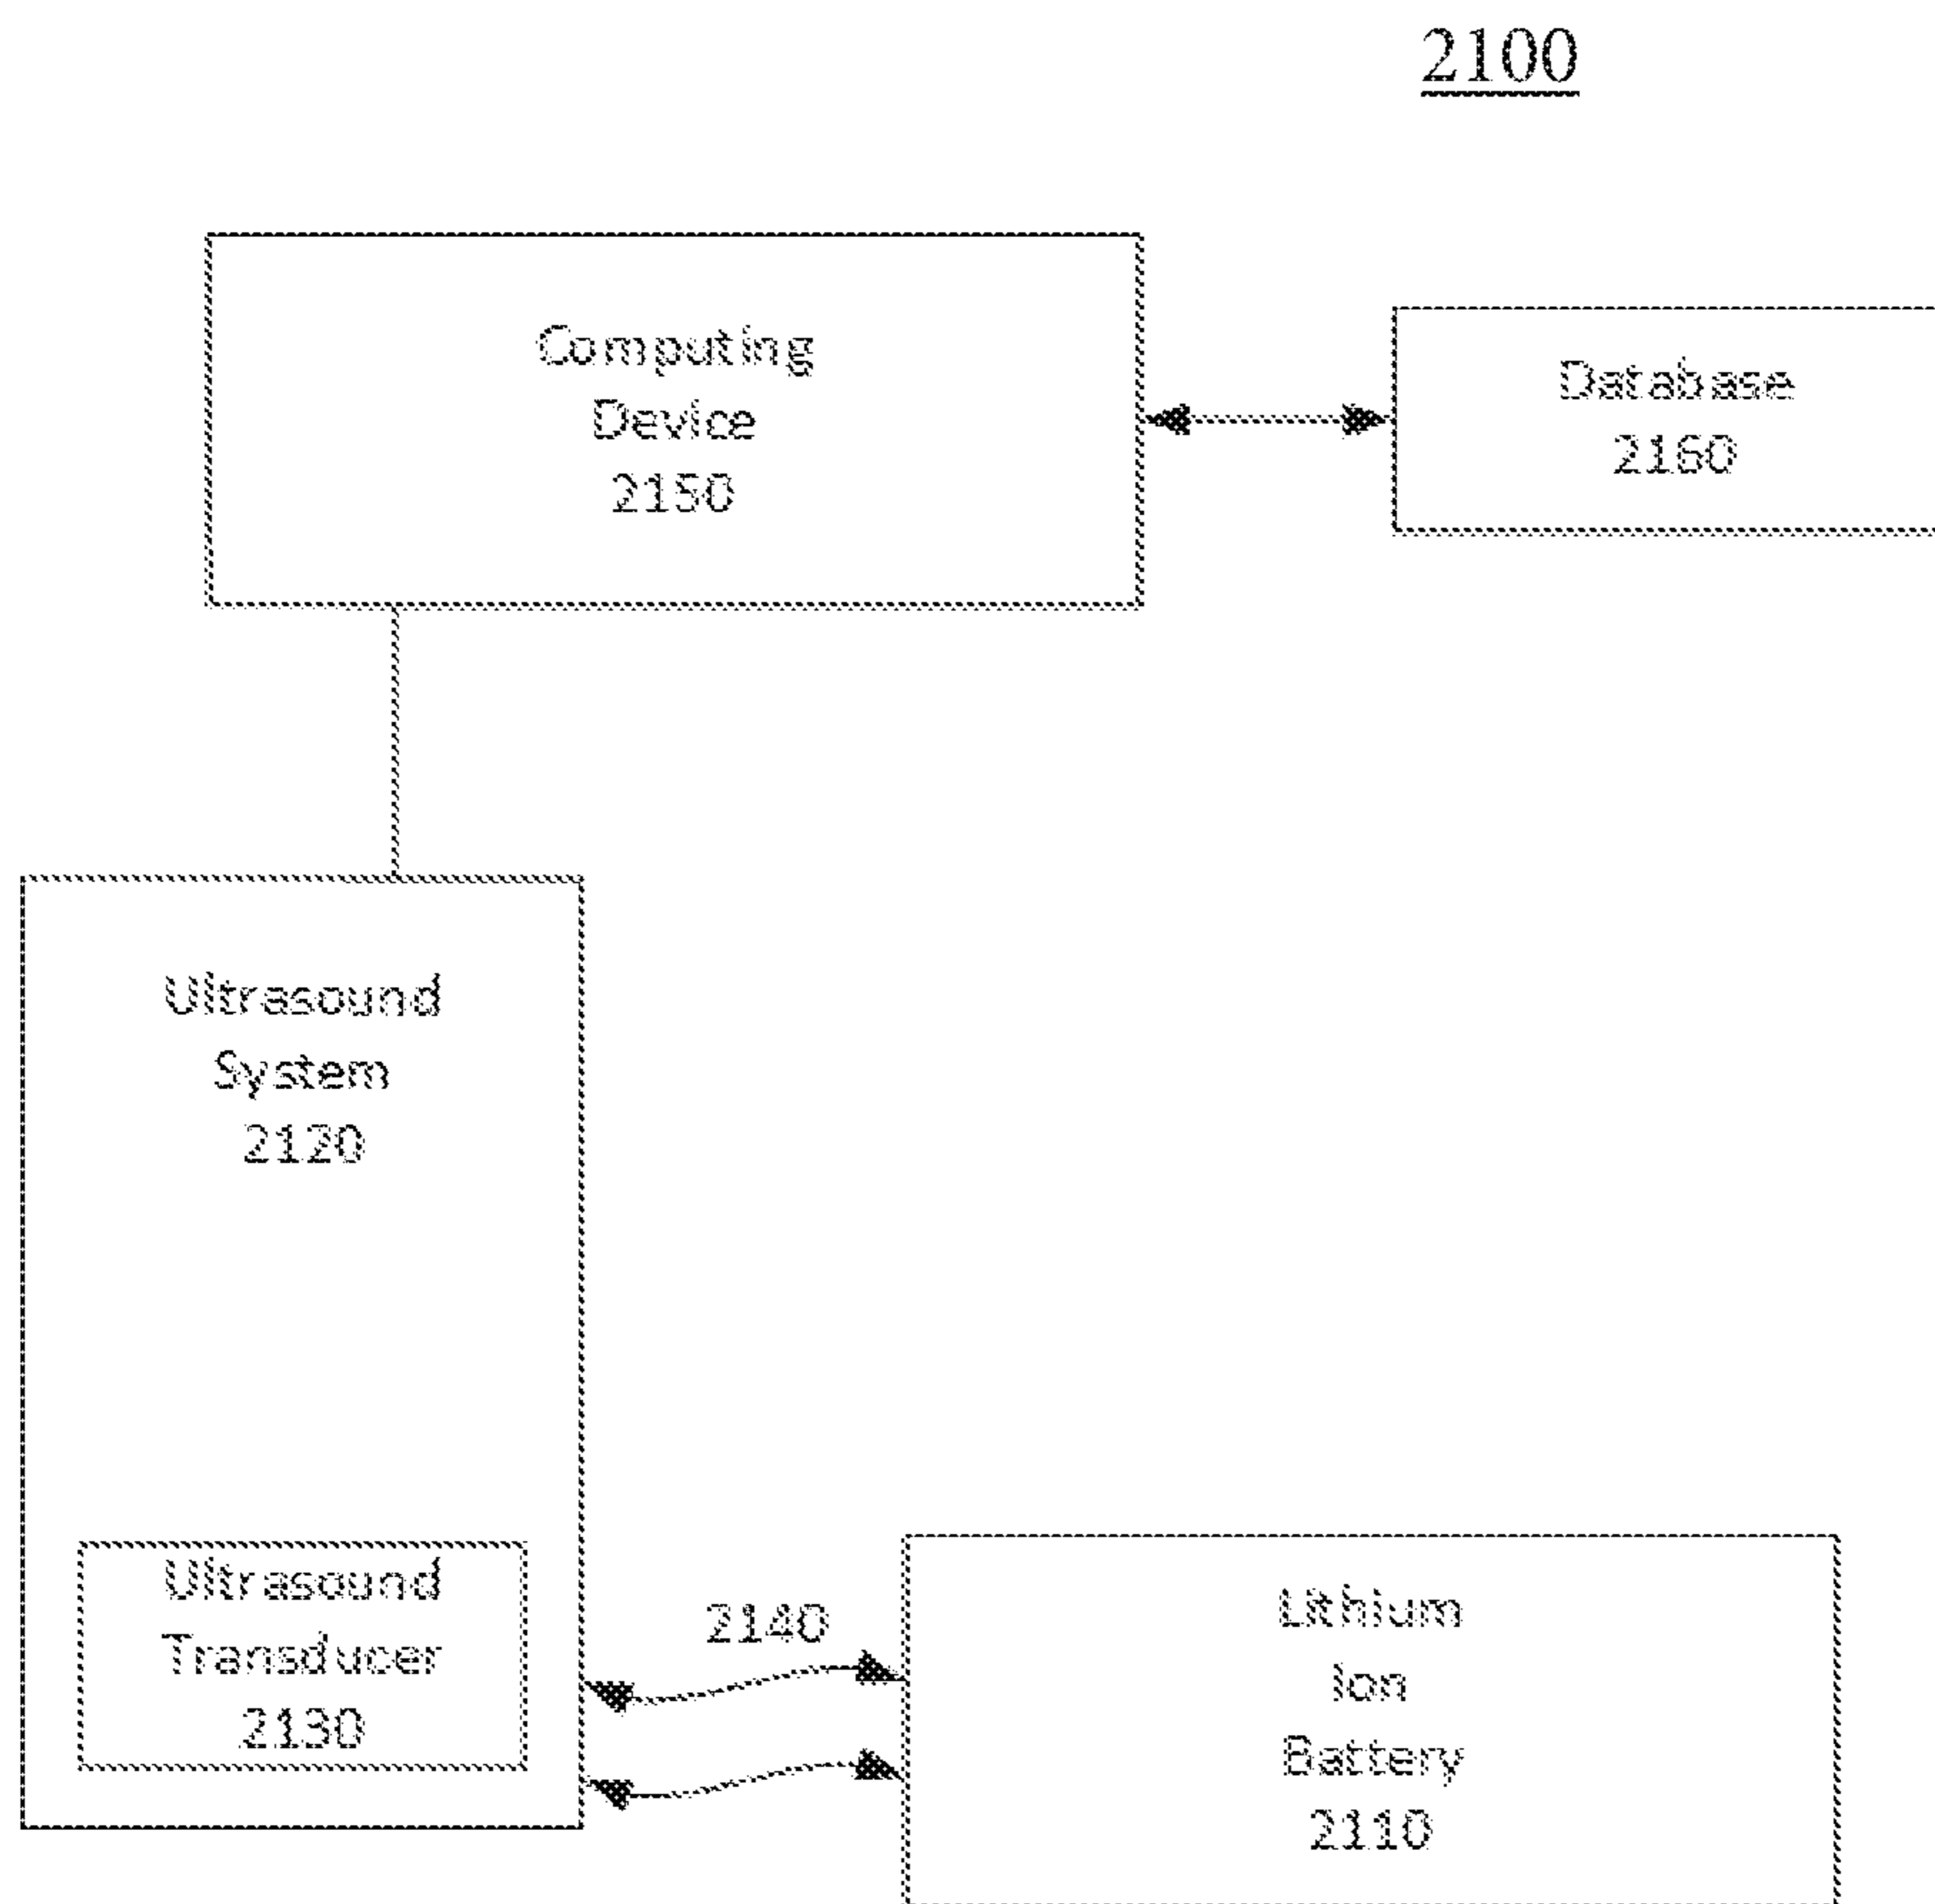 2100
Computing
Device
2150
Database
2160
Ultrasound
System
2120
Ultrasound
Transducer
2130
2140
Lithium
Ion
Battery
2110